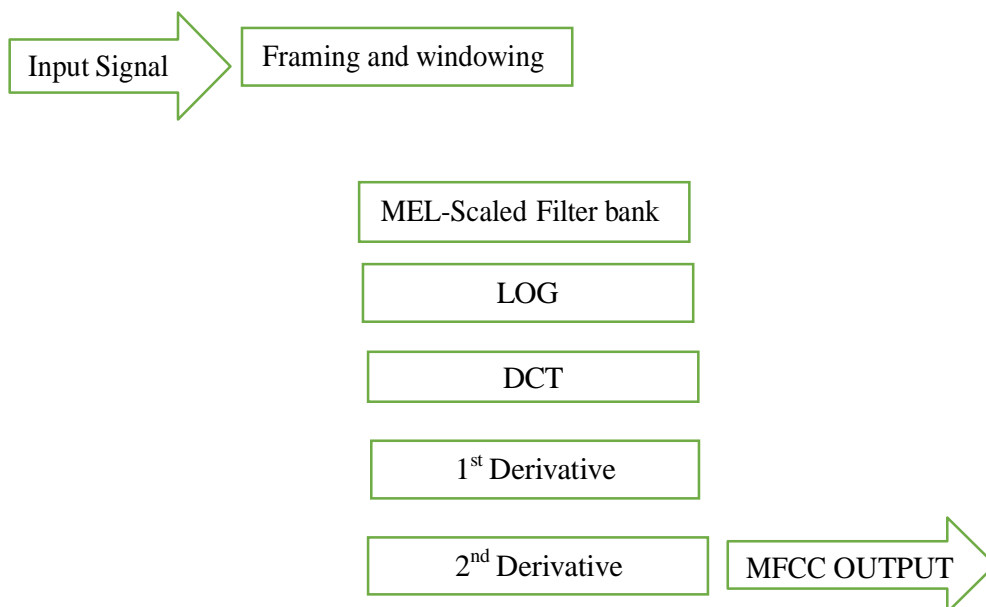 Input Signal
Framing and windowing
MEL-Scaled Filter bank
LOG
DCT
1st Derivative
2nd Derivative
MFCC OUTPUT